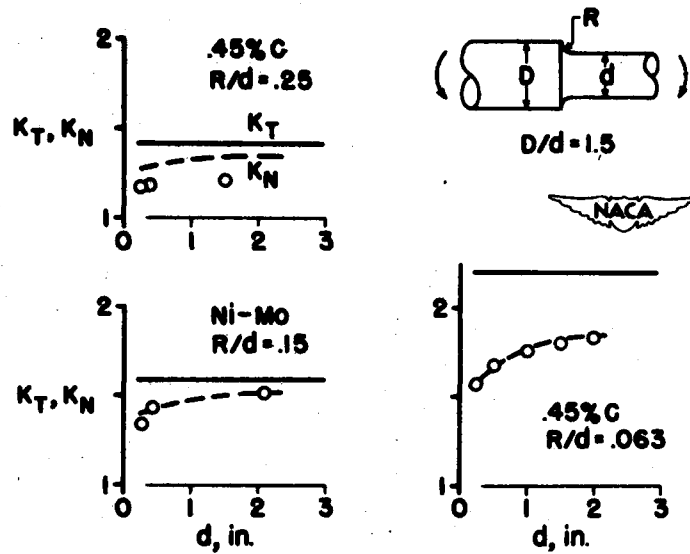 2
.45% C
R/d = .25
K_T, K_N
K_T
K_N
1
0
1
2
3
R
D
d
D/d = 1.5
NACA
2
Ni-Mo
R/d = .15
K_T, K_N
1
0
1
2
3
d, in.
2
.45% C
R/d = .063
1
0
1
2
3
d, in.